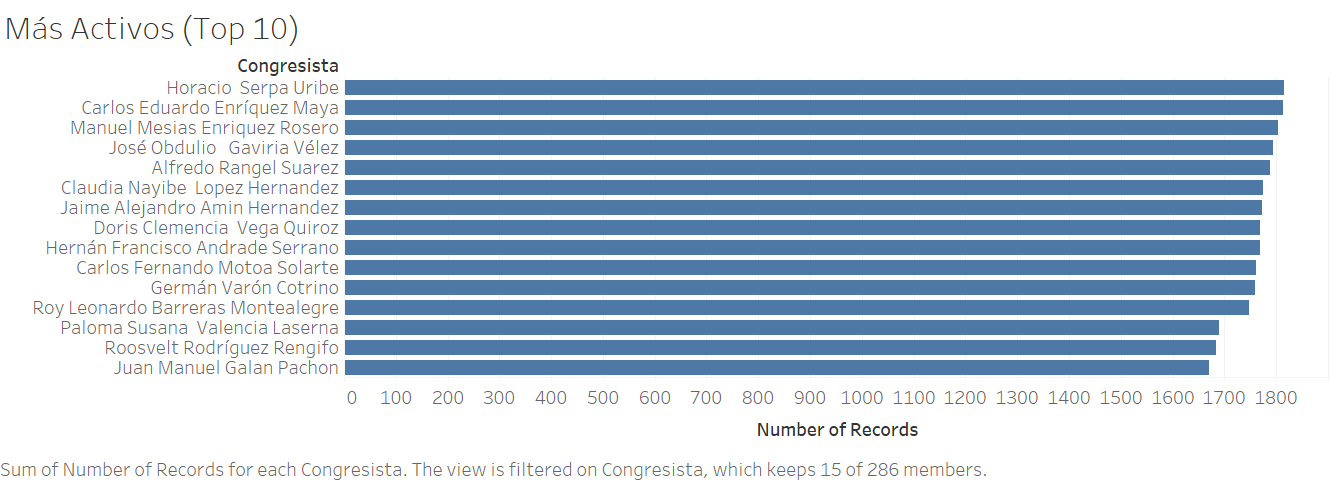 Más Activos (Top 10)
Congresista
Horacio  Serpa Uribe
Carlos Eduardo Enríquez Maya
Manuel Mesias Enriquez Rosero
José Obdulio   Gaviria Vélez
Alfredo Rangel Suarez
Claudia Nayibe  Lopez Hernandez
Jaime Alejandro Amin Hernandez
Doris Clemencia  Vega Quiroz
Hernán Francisco Andrade Serrano
Carlos Fernando Motoa Solarte
Germán Varón Cotrino
Roy Leonardo Barreras Montealegre
Paloma Susana  Valencia Laserna
Roosvelt Rodríguez Rengifo
Juan Manuel Galan Pachon
0 100 200 300 400 500 600 700 800 900 1000 1100 1200 1300 1400 1500 1600 1700 1800
Number of Records
Sum of Number of Records for each Congresista. The view is filtered on Congresista, which keeps 15 of 286 members.